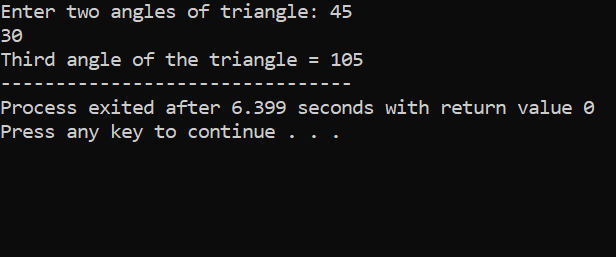 Enter two angles of triangle: 45
30
Third angle of the triangle = 105
--------------------------------
Process exited after 6.399 seconds with return value 0
Press any key to continue . . .